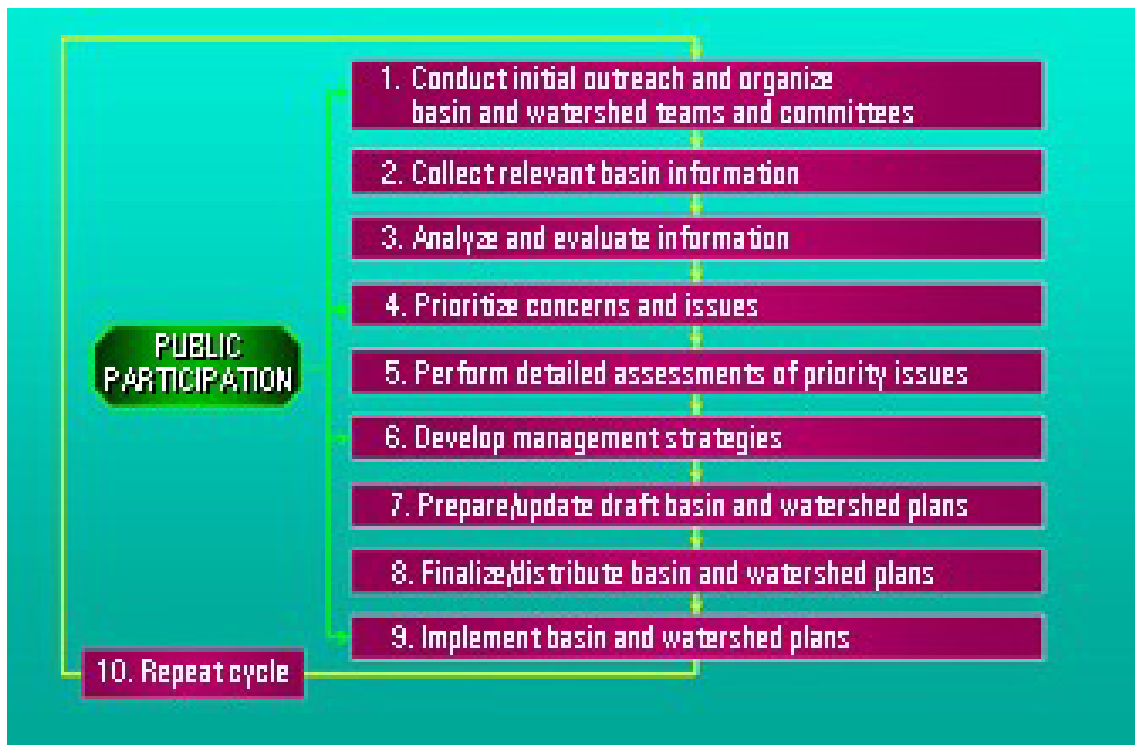 1. Conduct initial outreach and organize
basin and watershed teams and committees
2. Collect relevant basin information
3. Analyze and evaluate information
4. Prioritize concerns and issues
PUBLIC
PARTICIPATION
5. Perform detailed assessments of priority issues
6. Develop management strategies
7. Prepare/update draft basin and watershed plans
8. Finalize/distribute basin and watershed plans
9. Implement basin and watershed plans
10. Repeat cycle